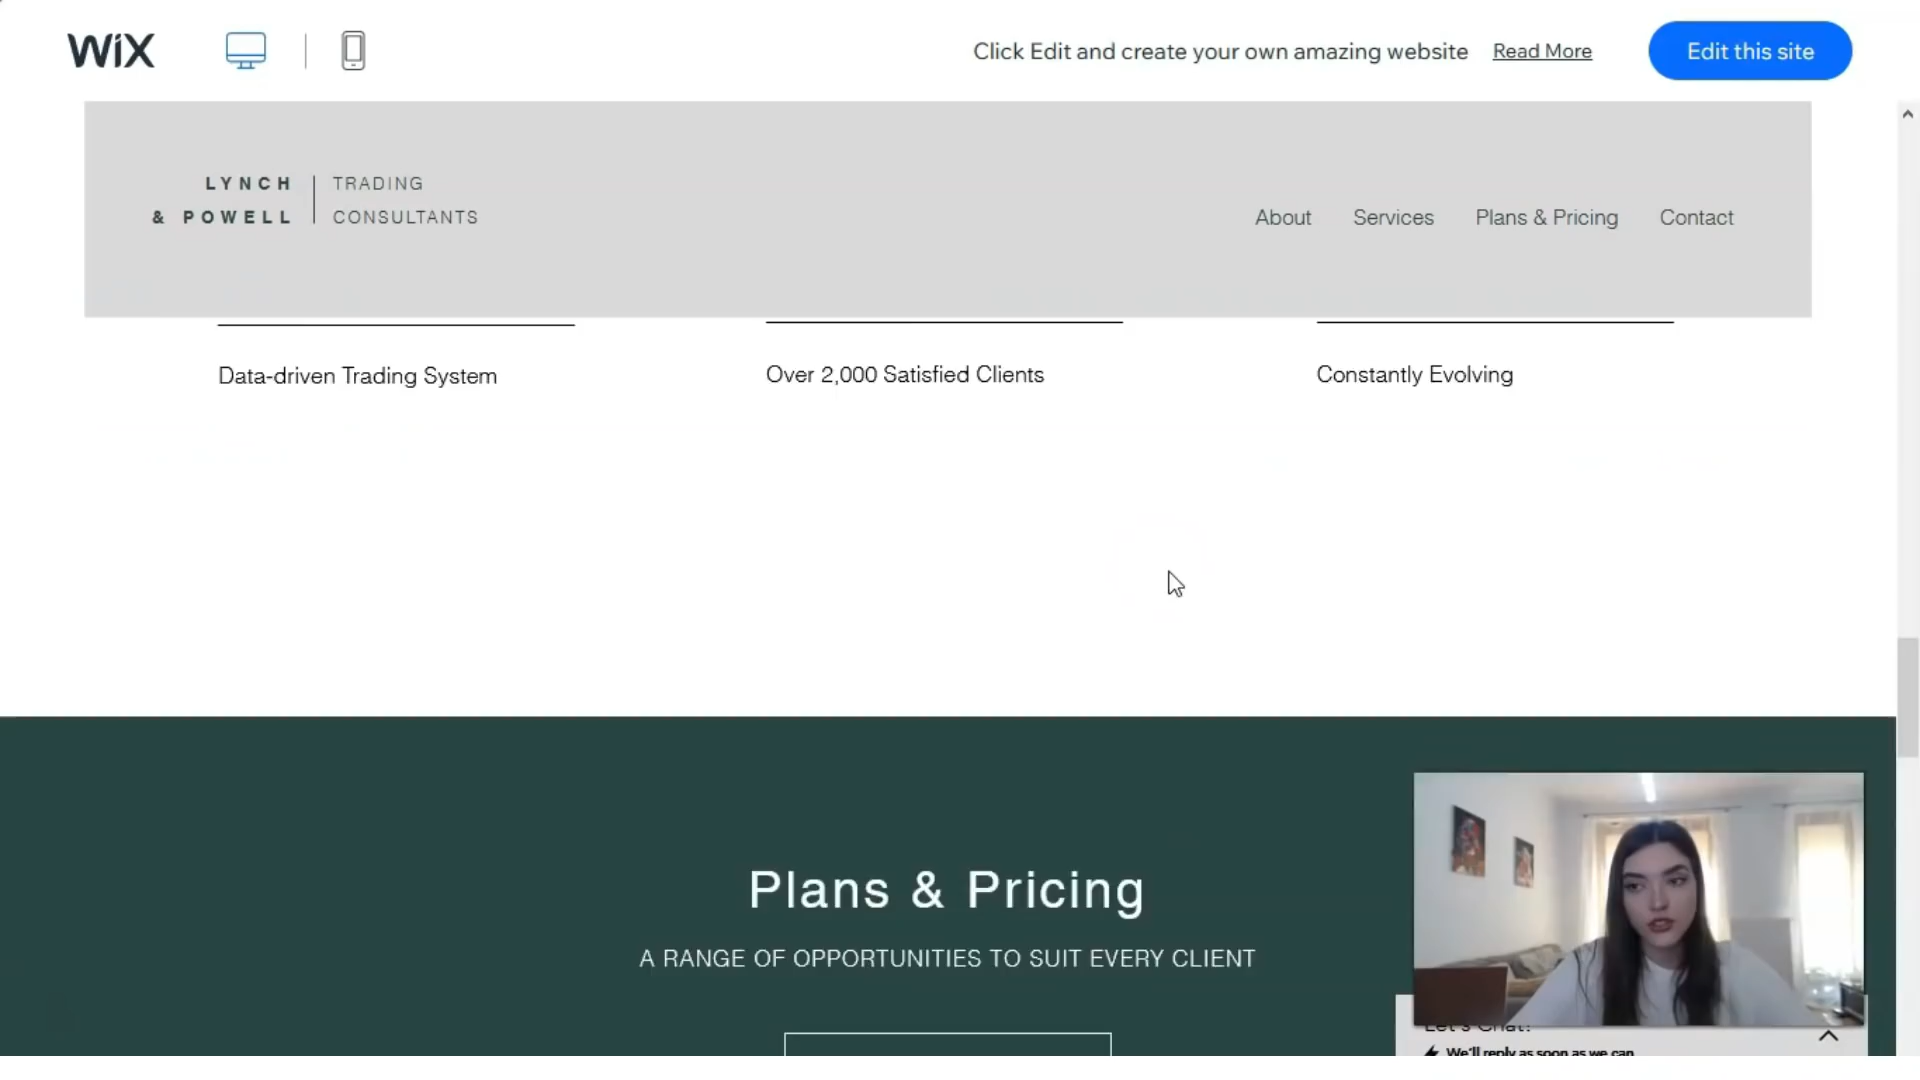 WiX
Click Edit and create your own amazing website Read More
Edit this site
LYNCH
& POWELL
TRADING
CONSULTANTS
About Services Plans & Pricing Contact
Data-driven Trading System
Over 2,000 Satisfied Clients
Constantly Evolving
Plans & Pricing
A RANGE OF OPPORTUNITIES TO SUIT EVERY CLIENT
Let's Chat!
We'll reply as soon as we can